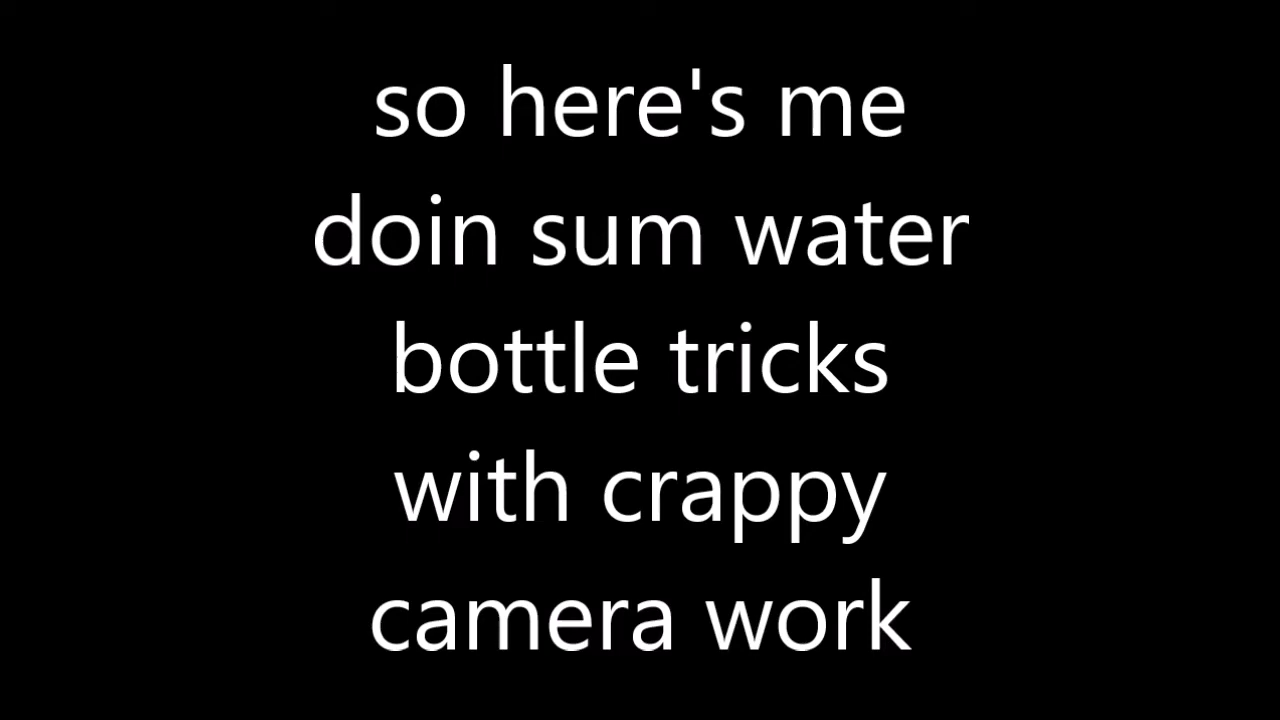 so here's me
doin sum water
bottle tricks
with crappy
camera work